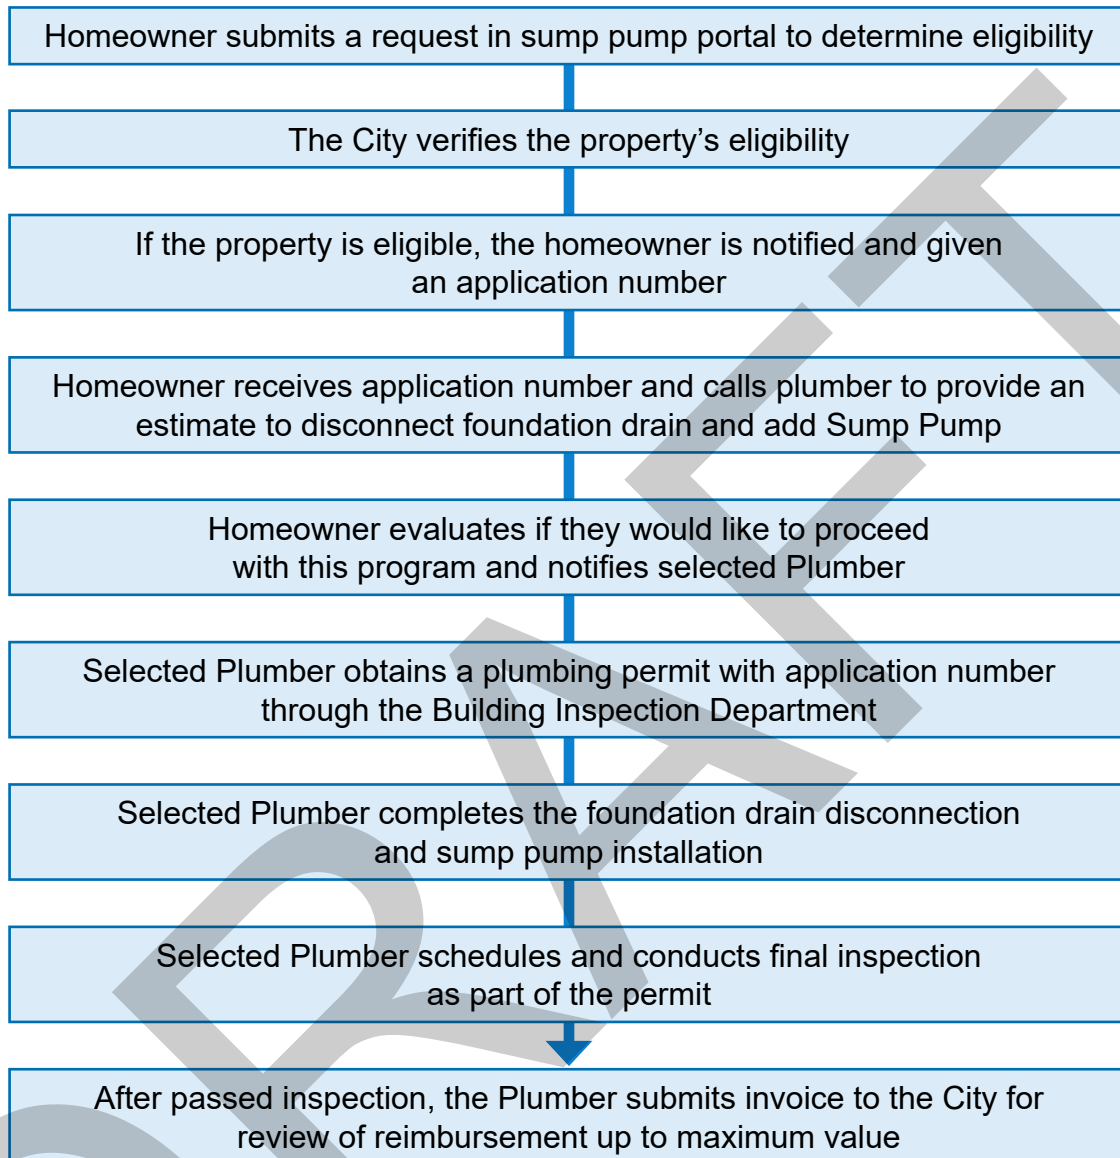 Homeowner submits a request in sump pump portal to determine eligibility
The City verifies the property’s eligibility
If the property is eligible, the homeowner is notified and given
an application number
Homeowner receives application number and calls plumber to provide an
estimate to disconnect foundation drain and add Sump Pump
Homeowner evaluates if they would like to proceed
with this program and notifies selected Plumber
Selected Plumber obtains a plumbing permit with application number
through the Building Inspection Department
Selected Plumber completes the foundation drain disconnection
and sump pump installation
Selected Plumber schedules and conducts final inspection
as part of the permit
After passed inspection, the Plumber submits invoice to the City for
review of reimbursement up to maximum value
DRAFT